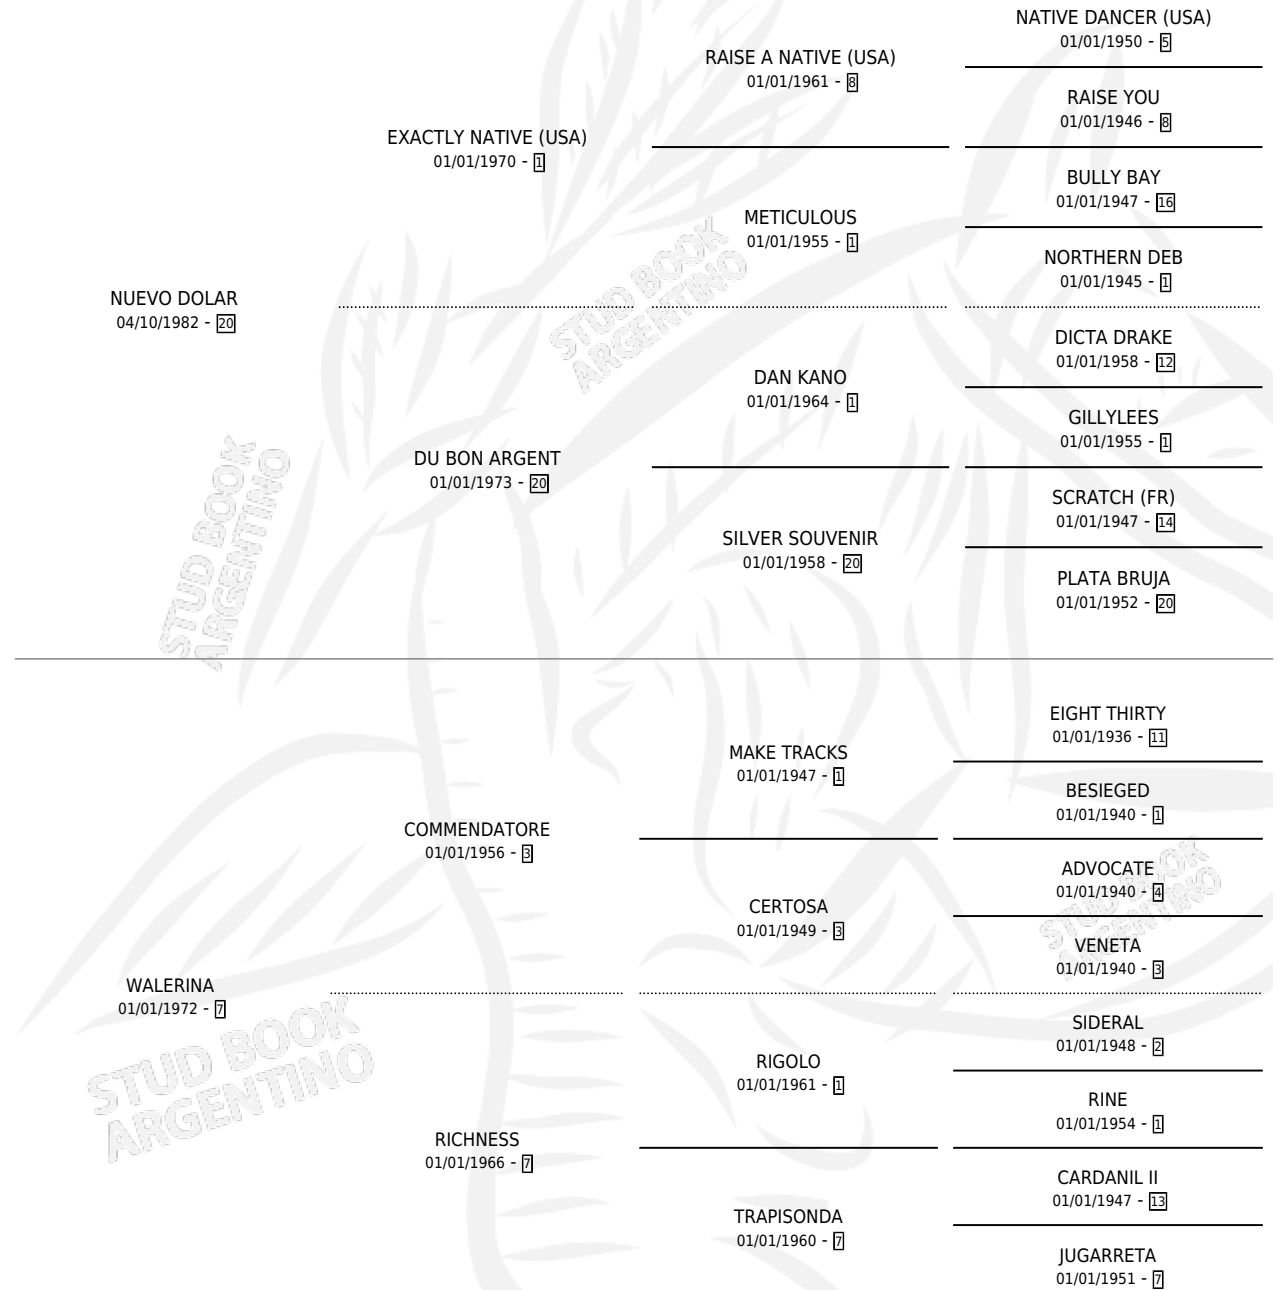 NATIVE DANCER (USA)
01/01/1950 - 5
RAISE A NATIVE (USA)
01/01/1961 - 8
RAISE YOU
01/01/1946 - 8
EXACTLY NATIVE (USA)
01/01/1970 - 1
BULLY BAY
01/01/1947 - 16
METICULOUS
01/01/1955 - 1
NORTHERN DEB
01/01/1945 - 1
NUEVO DOLAR
04/10/1982 - 20
DICTA DRAKE
01/01/1958 - 12
DAN KANO
01/01/1964 - 1
GILLYLEES
01/01/1955 - 1
DU BON ARGENT
01/01/1973 - 20
SCRATCH (FR)
01/01/1947 - 14
SILVER SOUVENIR
01/01/1958 - 20
PLATA BRUJA
01/01/1952 - 20
EIGHT THIRTY
01/01/1936 - 11
MAKE TRACKS
01/01/1947 - 1
BESIEGED
01/01/1940 - 1
COMMENDATORE
01/01/1956 - 3
ADVOCATE
01/01/1940 - 4
CERTOSA
01/01/1949 - 3
VENETA
01/01/1940 - 3
WALERINA
01/01/1972 - 7
SIDERAL
01/01/1948 - 2
RIGOLO
01/01/1961 - 1
RINE
01/01/1954 - 1
RICHNESS
01/01/1966 - 7
CARDANIL II
01/01/1947 - 13
TRAPISONDA
01/01/1960 - 7
JUGARRETA
01/01/1951 - 7
STUD BOOK
ARGENTINO
STUD BOOK
ARGENTINO
STUD BOOK
ARGENTINO
STUD BOOK
ARGENTINO